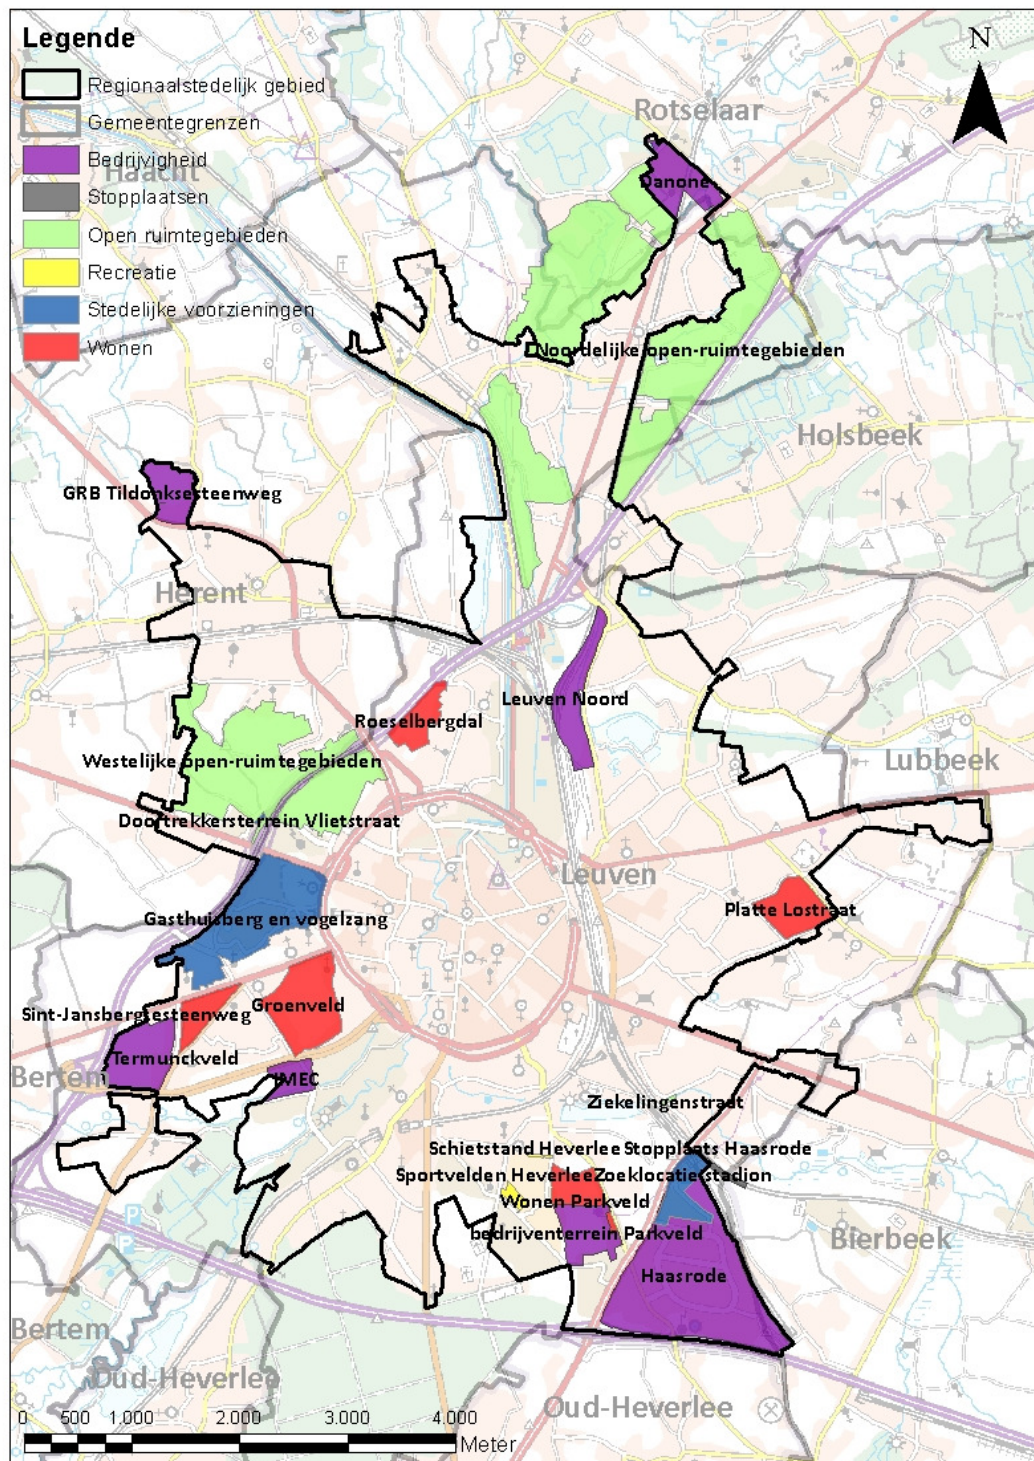 Legende
N
Regionaalstedelijk gebied
Gemeentegrenzen
Bedrijvigheid
Stopplaatsen
Open ruimtegebieden
Recreatie
Stedelijke voorzieningen
Wonen
Haacht
Rotselaar
Danone
Noordelijke open-ruimtegebieden
Holsbeek
GRB Tildonksesteenweg
Herent
Leuven Noord
Roeselbergdal
Westelijke open-ruimtegebieden
Lubbeek
Doortrekkersterrein Vlietstraat
Leuven
Platte Lostraat
Gasthuisberg en vogelzang
Groenveld
Sint-Jansbergsesteenweg
Termunckveld
Bertem
IMEC
Ziekelingenstraat
Schietstand Heverlee Stopplaats Haasrode
Sportvelden Heverlee Zoeklocatie stadion
Wonen Parkveld
bedrijventerrein Parkveld
Bierbeek
Haasrode
Bertem
Oud-Heverlee
Oud-Heverlee
0 500 1.000 2.000 3.000 4.000
Meter